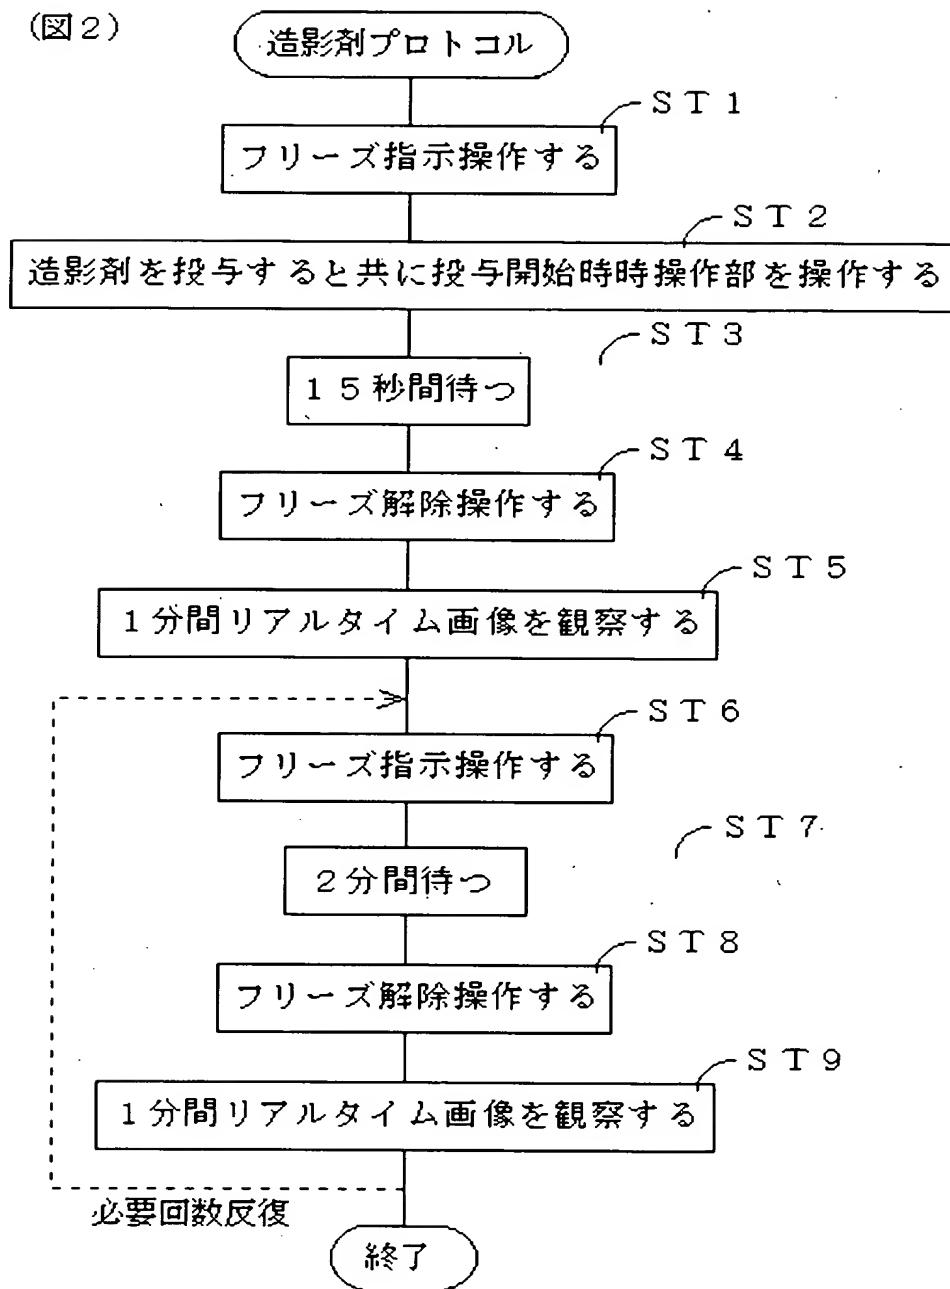 (図2)
造影剤プロトコル
ST1
フリーズ指示操作する
ST2
造影剤を投与すると共に投与開始時時操作部を操作する
ST3
15秒間待つ
ST4
フリーズ解除操作する
ST5
1分間リアルタイム画像を観察する
ST6
フリーズ指示操作する
ST7
2分間待つ
ST8
フリーズ解除操作する
ST9
1分間リアルタイム画像を観察する
必要回数反復
終了